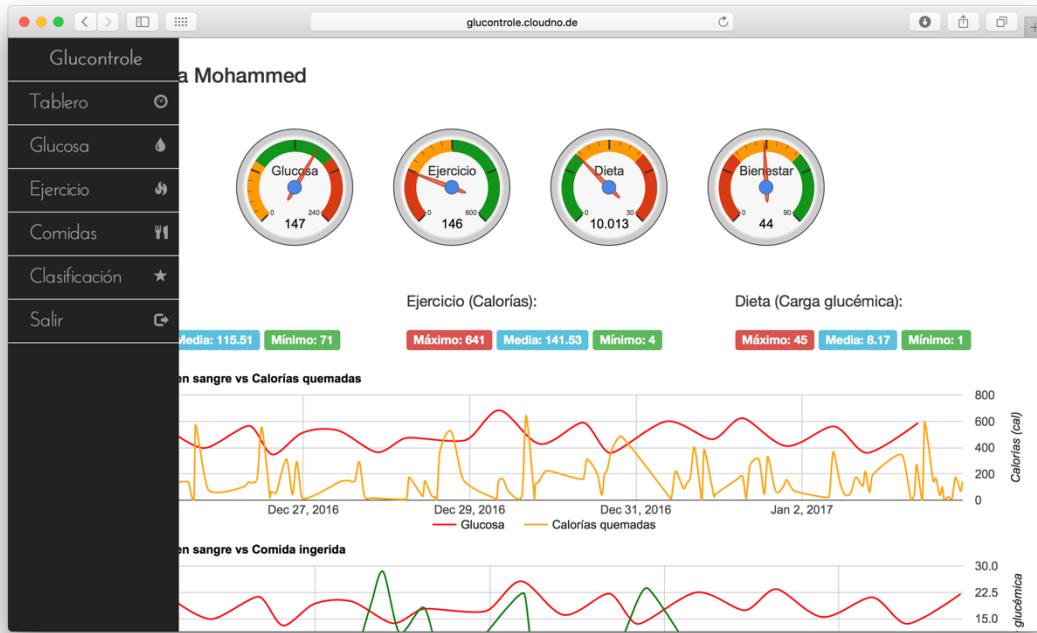 glucontrole.cloudno.de
Glucontrole
Tablero
Glucosa
Ejercicio
Comidas
Clasificación
Salir
a Mohammed
Glucosa
0 240
147
Ejercicio
0 600
146
Dieta
0 30
10.013
Bienestar
0 90
44
Ejercicio (Calorías):
Dieta (Carga glucémica):
Media: 115.51 Mínimo: 71
Máximo: 641 Media: 141.53 Mínimo: 4
Máximo: 45 Media: 8.17 Mínimo: 1
en sangre vs Calorías quemadas
800
600
400
200
0
Calorías (cal)
Dec 27, 2016 Dec 29, 2016 Dec 31, 2016 Jan 2, 2017
Glucosa Calorías quemadas
en sangre vs Comida ingerida
30.0
22.5
15.0
glucémica